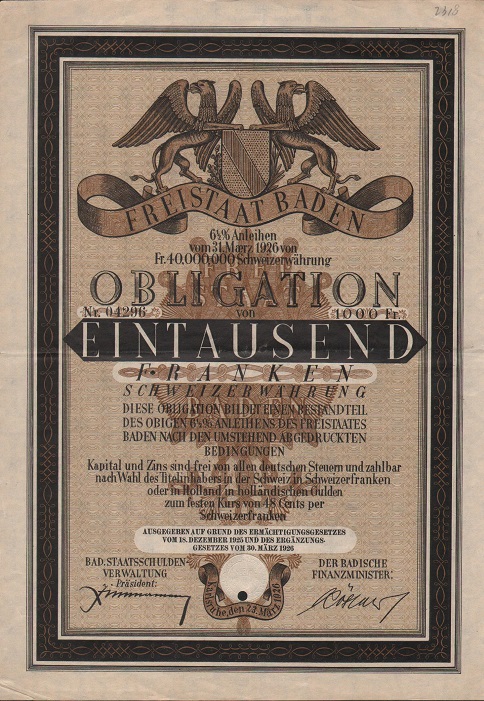 2818
FREISTAAT BADEN
6½% Anleihen
vom 31. März 1926 von
Fr. 40,000,000 Schweizerwährung
OBLIGATION
Nr. 04296 von 1000 Fr.
EINTAUSEND
FRANKEN
SCHWEIZERWÄHRUNG
DIESE OBLIGATION BILDET EINEN BESTANDTEIL
DES OBIGEN 6½% ANLEIHENS DES FREISTAATES
BADEN NACH DEN UMSTEHEND ABGEDRUCKTEN
BEDINGUNGEN
Kapital und Zins sind frei von allen deutschen Steuern und zahlbar
nach Wahl des Titelinhabers in der Schweiz in Schweizerfranken
oder in Holland in holländischen Gulden
zum festen Kurs von 48 Cents per
Schweizerfranken
AUSGEGEBEN AUF GRUND DES ERMÄCHTIGUNGSGESETZES
VOM 18. DEZEMBER 1925 UND DES ERGÄNZUNGS-
GESETZES VOM 30. MÄRZ 1926
BAD. STAATSSCHULDEN
VERWALTUNG
Präsident:
DER BADISCHE
FINANZMINISTER:
Karlsruhe, den 23. März 1926